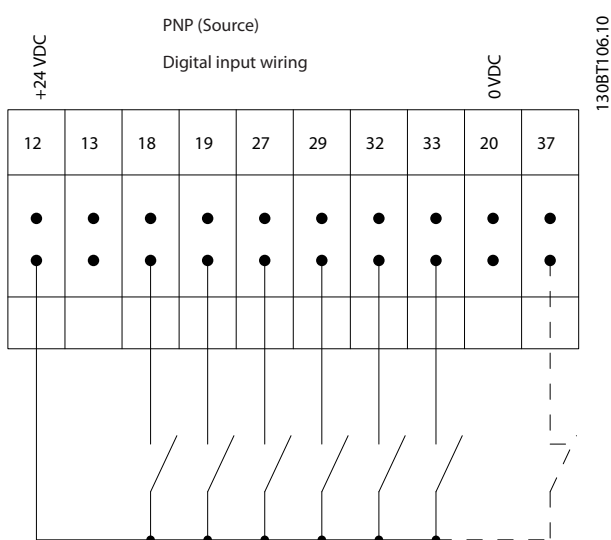 PNP (Source)
Digital input wiring
+24 VDC
0 VDC
130BT106.10
12 13 18 19 27 29 32 33 20 37